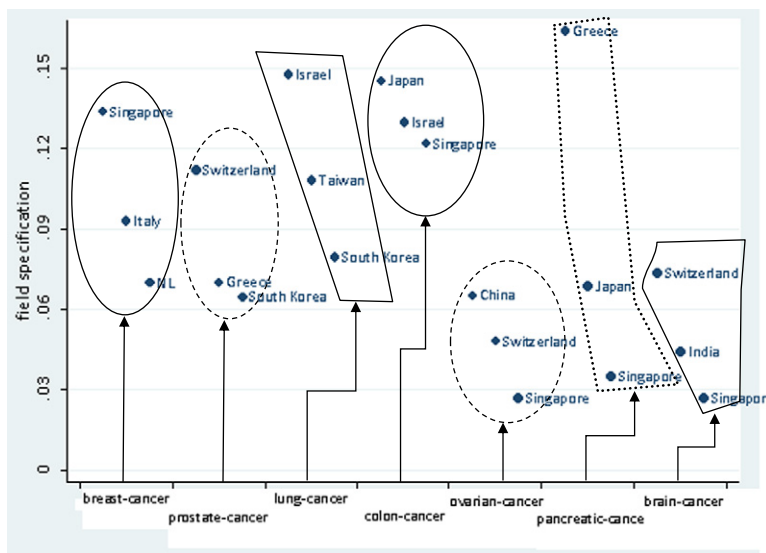 field specification
.15
.12
.09
.06
.03
0
Singapore
Italy
NL
Switzerland
Greece
South Korea
Israel
Taiwan
South Korea
Japan
Israel
Singapore
China
Switzerland
Singapore
Greece
Japan
Singapore
Switzerland
India
Singapor
breast-cancer
prostate-cancer
lung-cancer
colon-cancer
ovarian-cancer
pancreatic-cance
brain-cancer